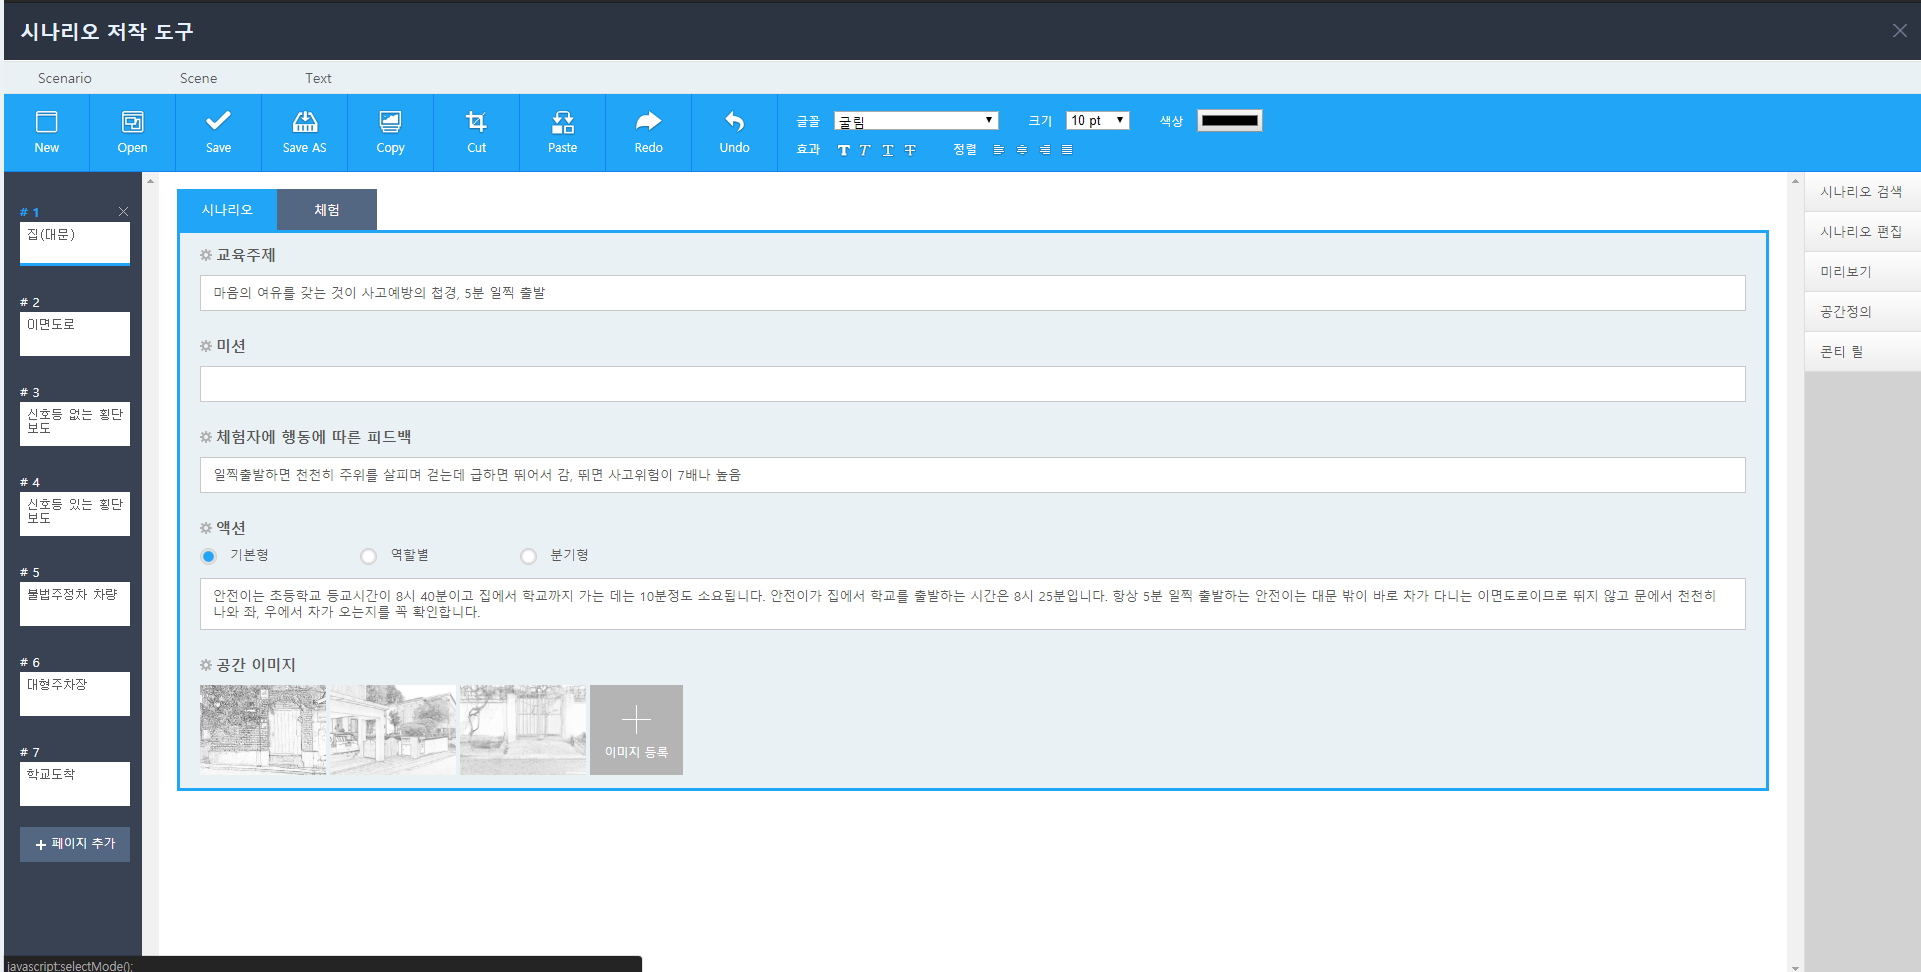 시나리오 저작 도구
Scenario Scene Text
New Open Save Save AS Copy Cut Paste Redo Undo
글꼴 굴림 크기 10 pt 색상
효과 T T T T 정렬
# 1
집(대문)
# 2
이면도로
# 3
신호등 없는 횡단
보도
# 4
신호등 있는 횡단
보도
# 5
불법주정차 차량
# 6
대형주차장
# 7
학교도착
+ 페이지 추가
시나리오 체험
교육주제
마음의 여유를 갖는 것이 사고예방의 첩경, 5분 일찍 출발
미션
체험자에 행동에 따른 피드백
일찍출발하면 천천히 주위를 살피며 걷는데 급하면 뛰어서 감, 뛰면 사고위험이 7배나 높음
액션
기본형 역할별 분기형
안전이는 초등학교 등교시간이 8시 40분이고 집에서 학교까지 가는 데는 10분정도 소요됩니다. 안전이가 집에서 학교를 출발하는 시간은 8시 25분입니다. 항상 5분 일찍 출발하는 안전이는 대문 밖이 바로 차가 다니는 이면도로이므로 뛰지 않고 문에서 천천히
나와 좌, 우에서 차가 오는지를 꼭 확인합니다.
공간 이미지
이미지 등록
시나리오 검색
시나리오 편집
미리보기
공간정의
콘티 릴
javascript:selectMode();